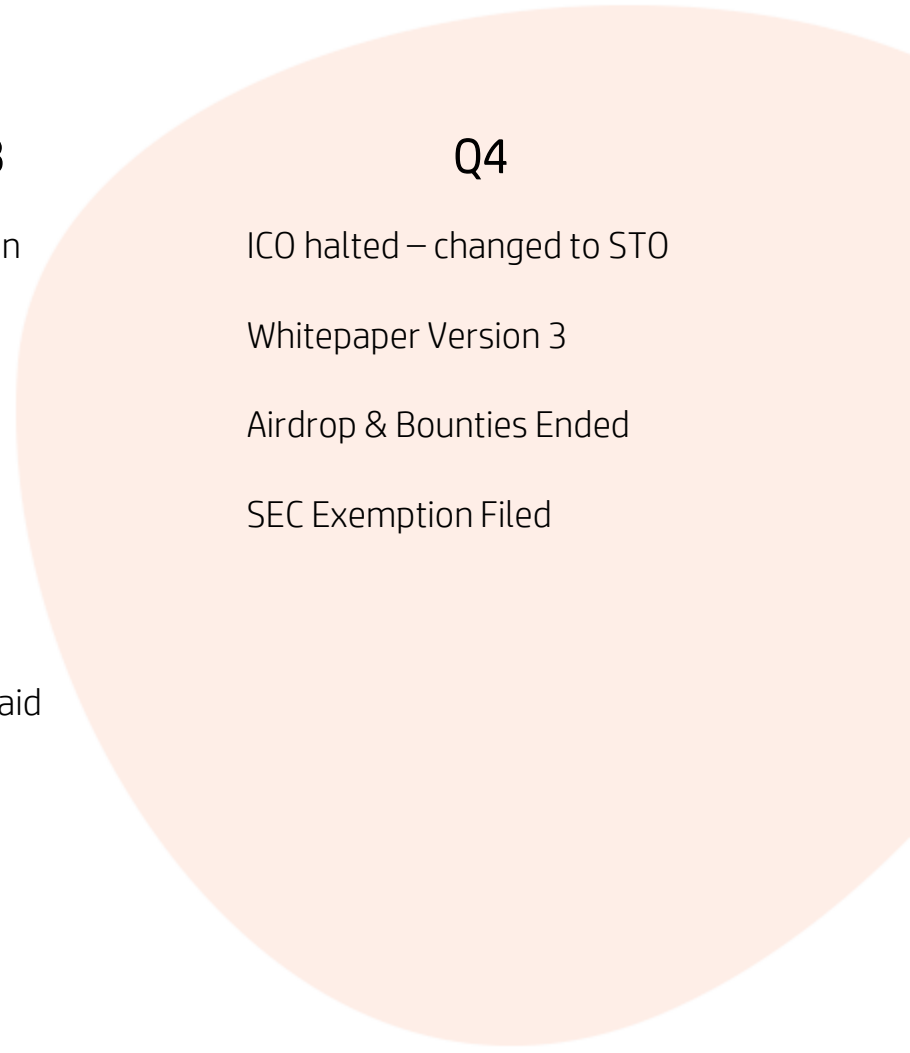 Q4
ICO halted – changed to STO
Whitepaper Version 3
Airdrop & Bounties Ended
SEC Exemption Filed